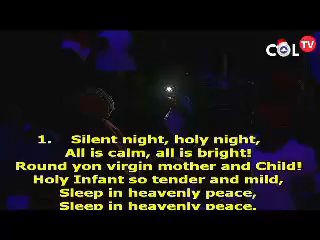 COL TV
1. Silent night, holy night,
All is calm, all is bright!
Round yon virgin mother and Child!
Holy Infant so tender and mild,
Sleep in heavenly peace,
Sleep in heavenly peace.